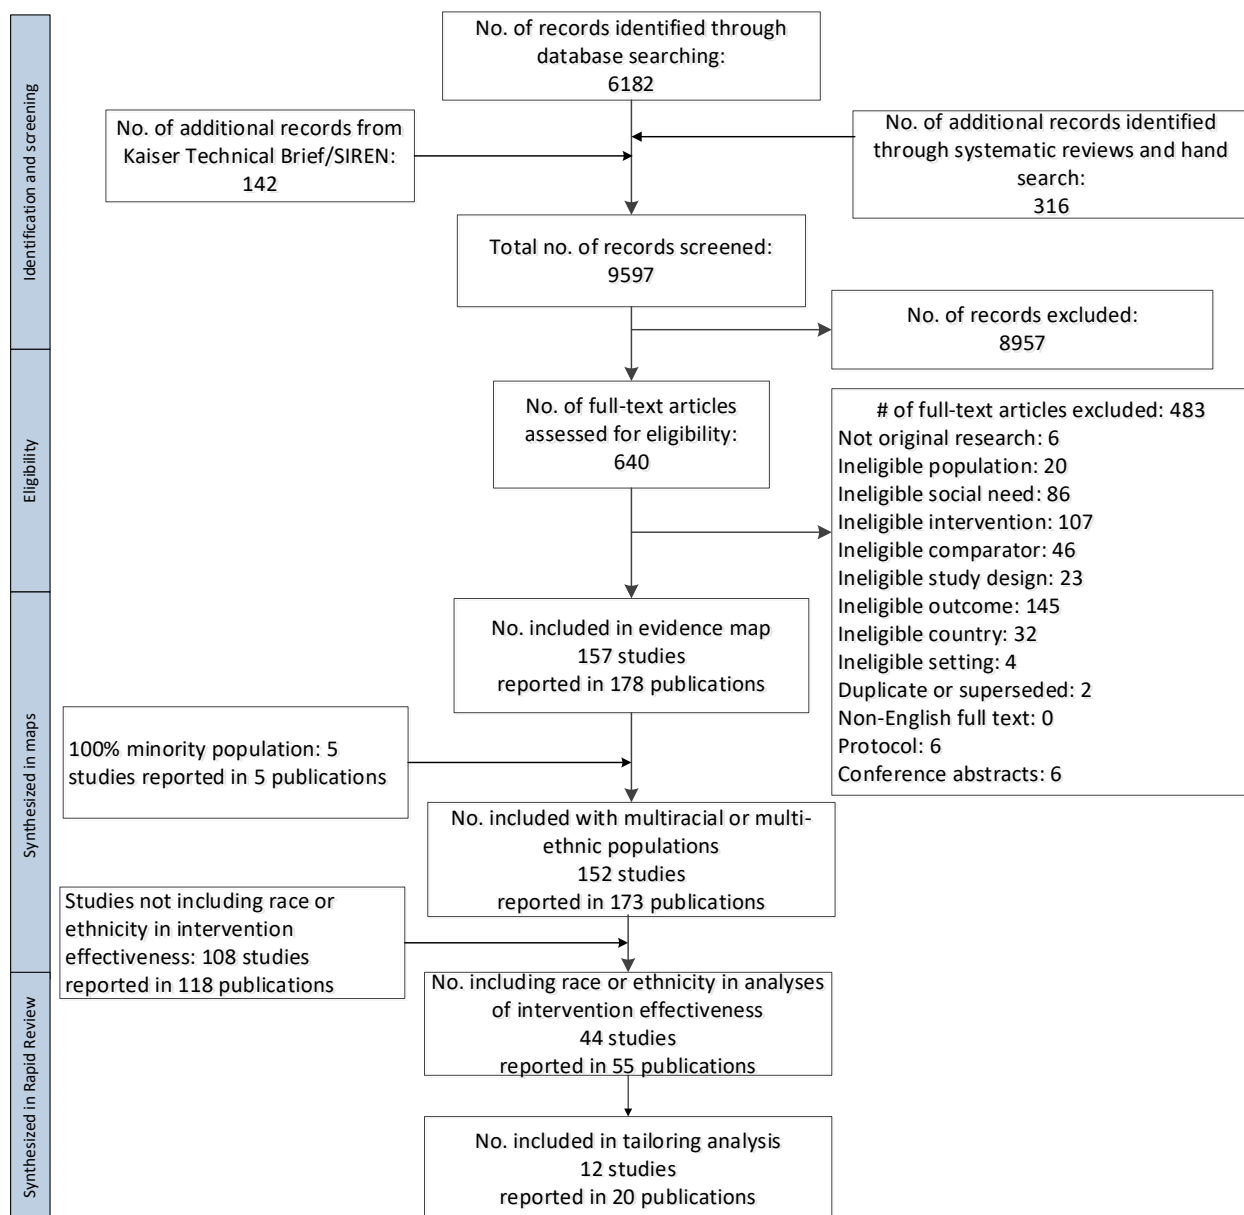 Identification and screening
No. of records identified through
database searching:
6182
No. of additional records from
Kaiser Technical Brief/SIREN:
142
No. of additional records identified
through systematic reviews and hand
search:
316
Total no. of records screened:
9597
No. of records excluded:
8957
Eligibility
No. of full-text articles
assessed for eligibility:
640
# of full-text articles excluded: 483
Not original research: 6
Ineligible population: 20
Ineligible social need: 86
Ineligible intervention: 107
Ineligible comparator: 46
Ineligible study design: 23
Ineligible outcome: 145
Ineligible country: 32
Ineligible setting: 4
Duplicate or superseded: 2
Non-English full text: 0
Protocol: 6
Conference abstracts: 6
Synthesized in maps
No. included in evidence map
157 studies
reported in 178 publications
100% minority population: 5
studies reported in 5 publications
No. included with multiracial or multi-
ethnic populations
152 studies
reported in 173 publications
Studies not including race or
ethnicity in intervention
effectiveness: 108 studies
reported in 118 publications
Synthesized in Rapid Review
No. including race or ethnicity in analyses
of intervention effectiveness
44 studies
reported in 55 publications
No. included in tailoring analysis
12 studies
reported in 20 publications